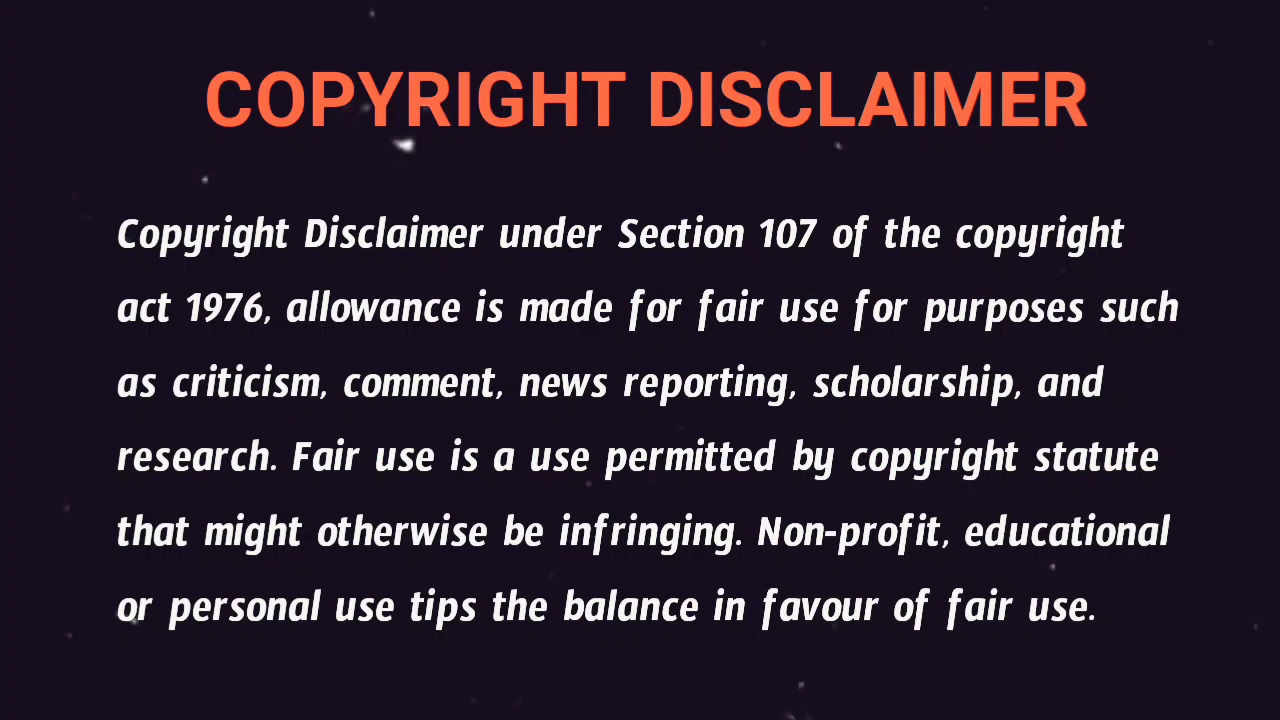 COPYRIGHT DISCLAIMER
Copyright Disclaimer under Section 107 of the copyright
act 1976, allowance is made for fair use for purposes such
as criticism, comment, news reporting, scholarship, and
research. Fair use is a use permitted by copyright statute
that might otherwise be infringing. Non-profit, educational
or personal use tips the balance in favour of fair use.